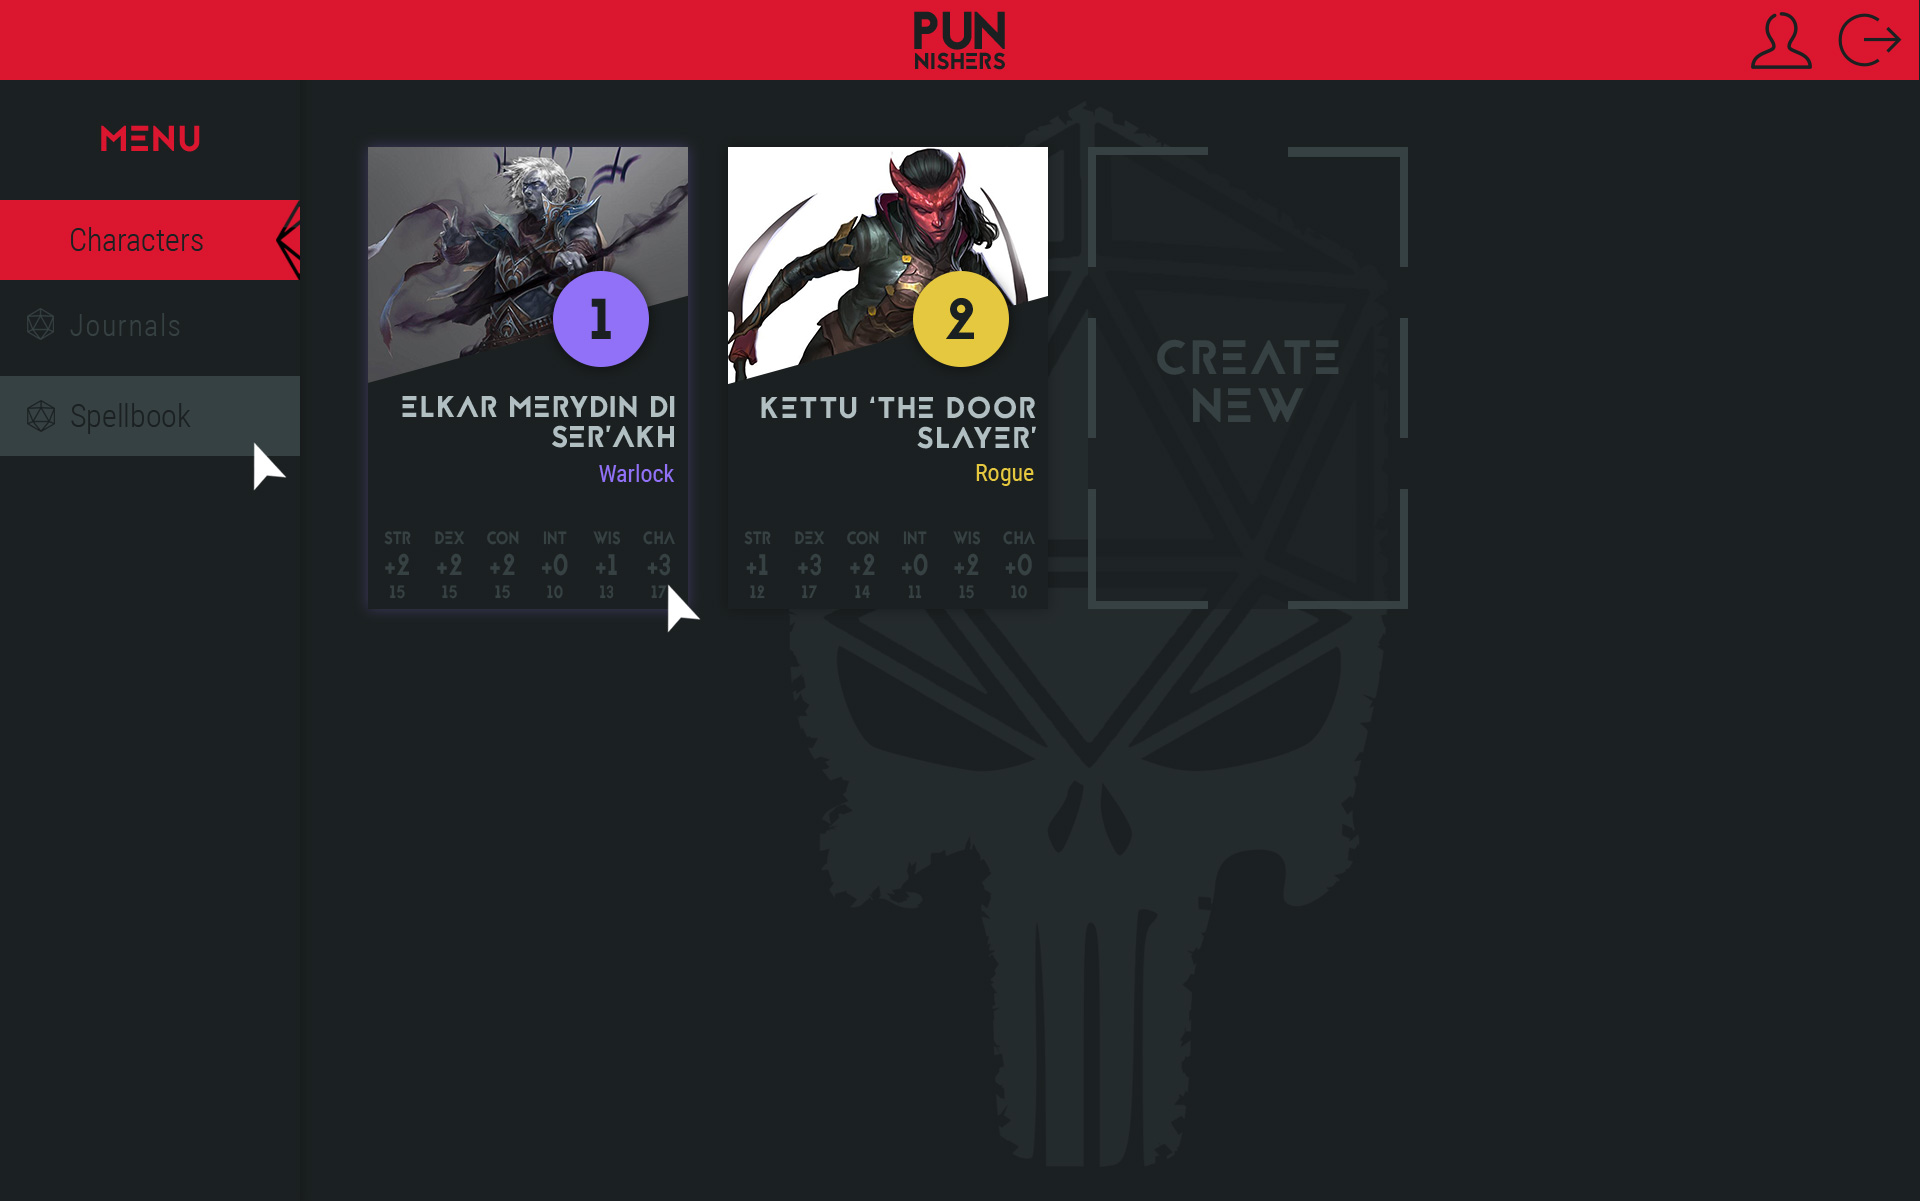 PUN
NISHERS
MENU
Characters
Journals
Spellbook
1
ELKAR MERYDIN DI
SER'AKH
Warlock
STR DEX CON INT WIS CHA
+2 +2 +2 +0 +1 +3
15 15 15 10 13 17
2
KETTU ‘THE DOOR
SLAYER'
Rogue
STR DEX CON INT WIS CHA
+1 +3 +2 +0 +2 +0
12 17 14 11 15 10
CREATE
NEW